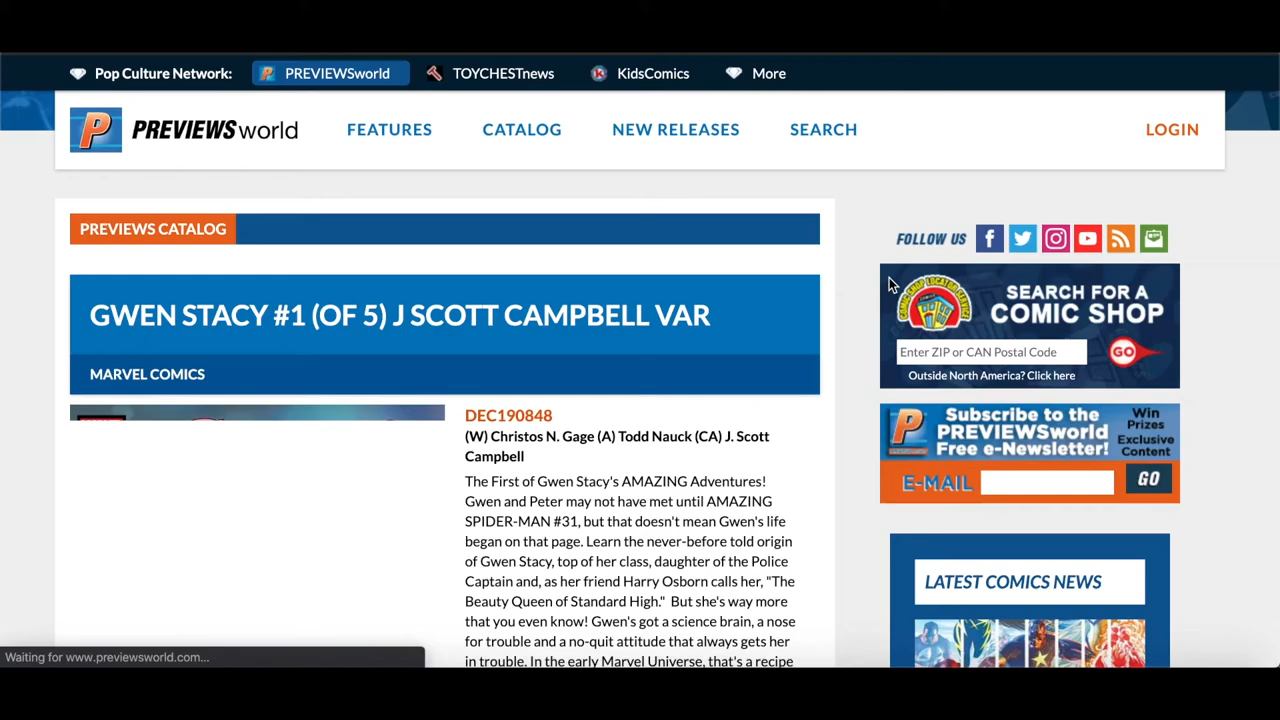 Pop Culture Network: PREVIEWSworld TOYCHESTnews KidsComics More
P PREVIEWSworld FEATURES CATALOG NEW RELEASES SEARCH LOGIN
PREVIEWS CATALOG
GWEN STACY #1 (OF 5) J SCOTT CAMPBELL VAR
MARVEL COMICS
DEC190848
(W) Christos N. Gage (A) Todd Nauck (CA) J. Scott
Campbell
The First of Gwen Stacy's AMAZING Adventures!
Gwen and Peter may not have met until AMAZING
SPIDER-MAN #31, but that doesn't mean Gwen's life
began on that page. Learn the never-before told origin
of Gwen Stacy, top of her class, daughter of the Police
Captain and, as her friend Harry Osborn calls her, "The
Beauty Queen of Standard High." But she's way more
that you even know! Gwen's got a science brain, a nose
for trouble and a no-quit attitude that always gets her
in trouble. In the early Marvel Universe, that's a recipe
FOLLOW US
COMIC SHOP LOCATOR SERVICE
SEARCH FOR A
COMIC SHOP
Enter ZIP or CAN Postal Code GO
Outside North America? Click here
P Subscribe to the
PREVIEWSworld
Free e-Newsletter!
Win
Prizes
Exclusive
Content
E-MAIL GO
LATEST COMICS NEWS
Waiting for www.previewsworld.com...